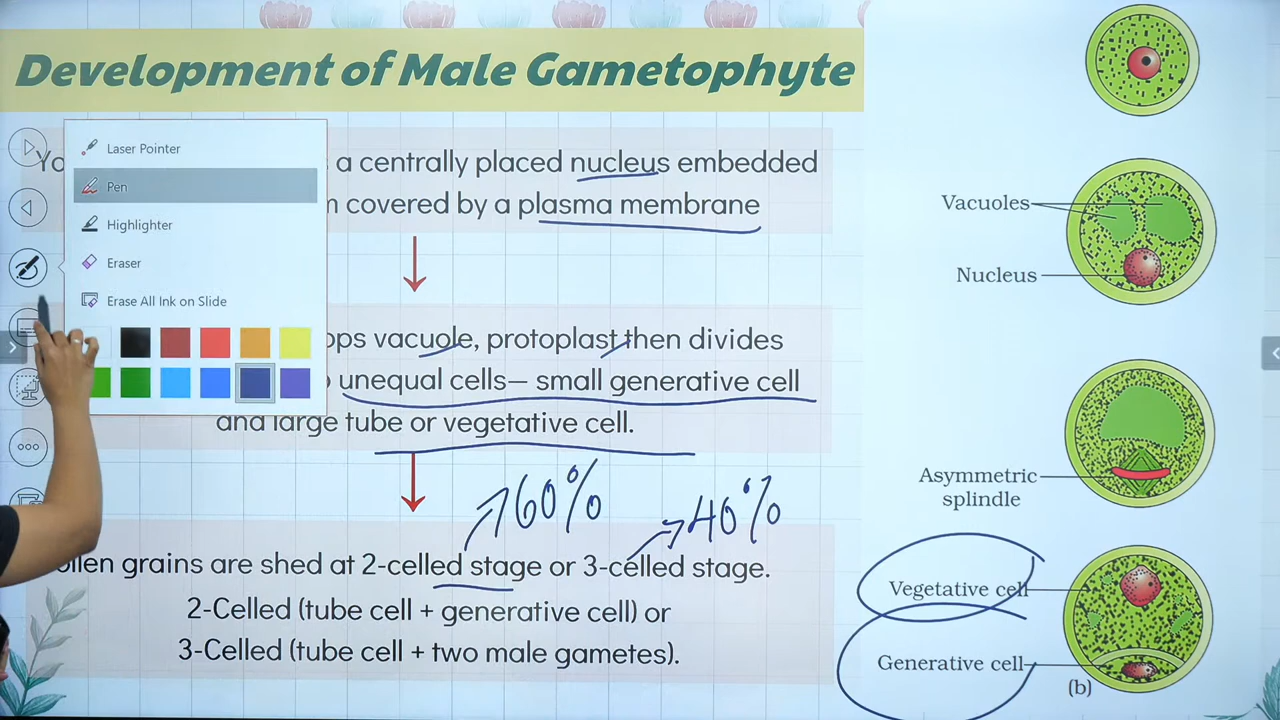 Development of Male Gametophyte
Yo
a centrally placed nucleus embedded
m covered by a plasma membrane
Laser Pointer
Pen
Highlighter
Eraser
Erase All Ink on Slide
ops vacuole, protoplast then divides
unequal cells– small generative cell
and large tube or vegetative cell.
60%
40%
ollen grains are shed at 2-celled stage or 3-celled stage.
2-Celled (tube cell + generative cell) or
3-Celled (tube cell + two male gametes).
Vacuoles
Nucleus
Asymmetric
spindle
Vegetative cell
Generative cell
(b)